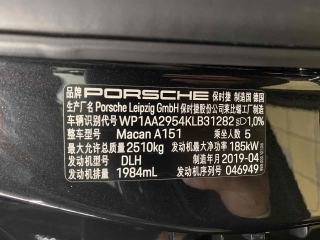 品牌 PORSCHE 保时捷 制造国 德国
生产厂名 Porsche Leipzig GmbH 保时捷股份公司莱比锡工厂制造
车辆识别代号 WP1AA2954KLB31282 1,0%
整车型号 Macan A151 乘坐人数 5
最大允许总质量 2510kg 发动机最大净功率 185kW
发动机型号 DLH 制造年月 2019-04
发动机排量 1984mL 发动机序列号 046949